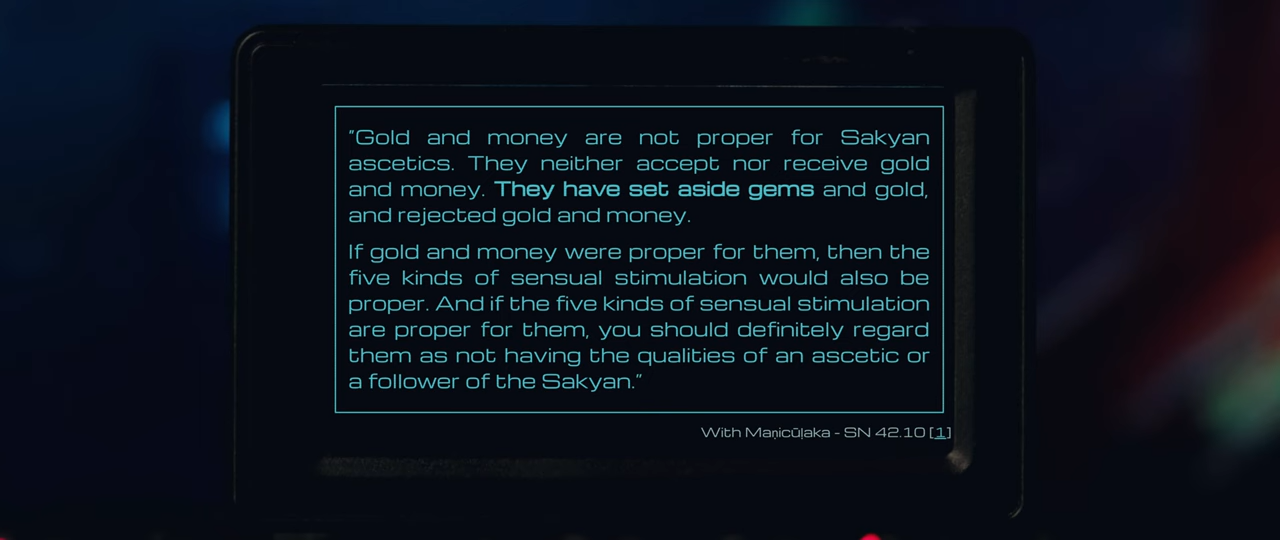 "Gold and money are not proper for Sakyan
ascetics. They neither accept nor receive gold
and money. They have set aside gems and gold,
and rejected gold and money.
If gold and money were proper for them, then the
five kinds of sensual stimulation would also be
proper. And if the five kinds of sensual stimulation
are proper for them, you should definitely regard
them as not having the qualities of an ascetic or
a follower of the Sakyan."
With Maṇicūḷaka - SN 42.10 [1]